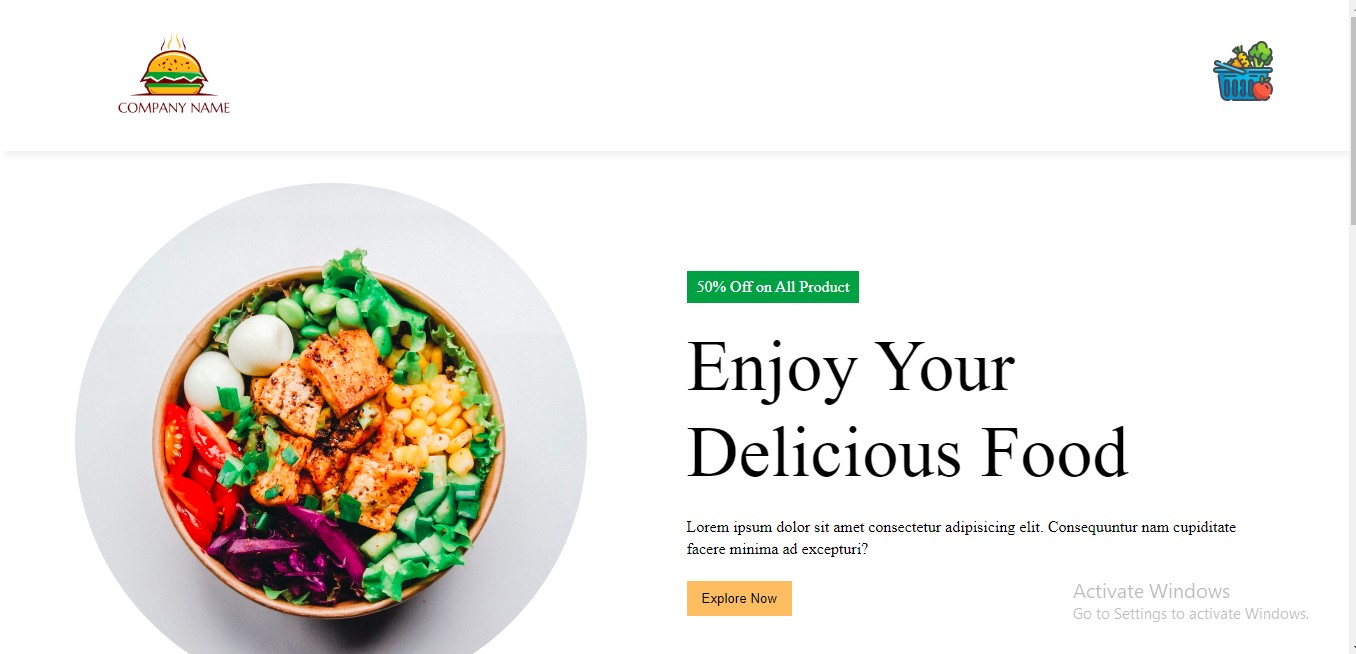 COMPANY NAME
50% Off on All Product
Enjoy Your
Delicious Food
Lorem ipsum dolor sit amet consectetur adipisicing elit. Consequuntur nam cupiditate
facere minima ad excepturi?
Explore Now
Activate Windows
Go to Settings to activate Windows.